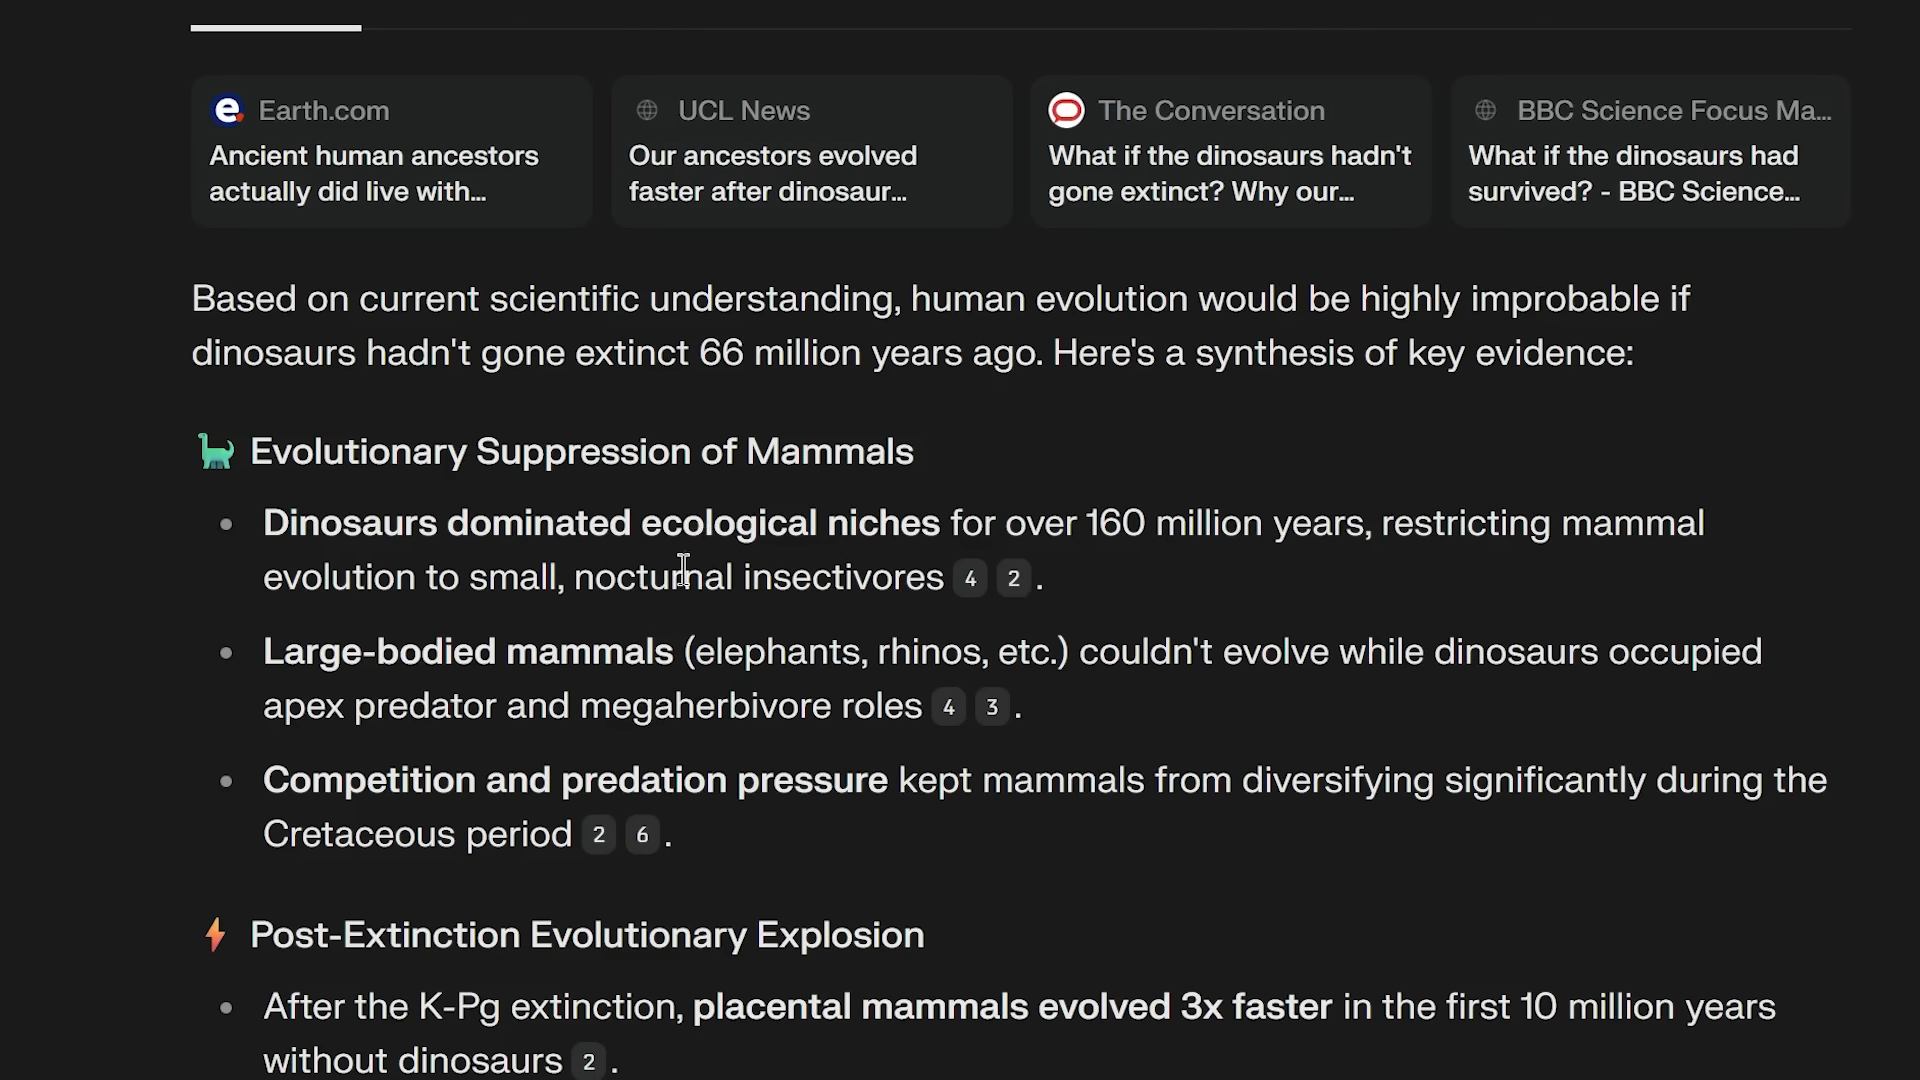 Earth.com
Ancient human ancestors
actually did live with...
UCL News
Our ancestors evolved
faster after dinosaur...
The Conversation
What if the dinosaurs hadn't
gone extinct? Why our...
BBC Science Focus Ma...
What if the dinosaurs had
survived? - BBC Science...
Based on current scientific understanding, human evolution would be highly improbable if
dinosaurs hadn't gone extinct 66 million years ago. Here's a synthesis of key evidence:
Evolutionary Suppression of Mammals
• Dinosaurs dominated ecological niches for over 160 million years, restricting mammal
evolution to small, nocturnal insectivores 4 2 .
• Large-bodied mammals (elephants, rhinos, etc.) couldn't evolve while dinosaurs occupied
apex predator and megaherbivore roles 4 3 .
• Competition and predation pressure kept mammals from diversifying significantly during the
Cretaceous period 2 6 .
Post-Extinction Evolutionary Explosion
• After the K-Pg extinction, placental mammals evolved 3x faster in the first 10 million years
without dinosaurs 2 .